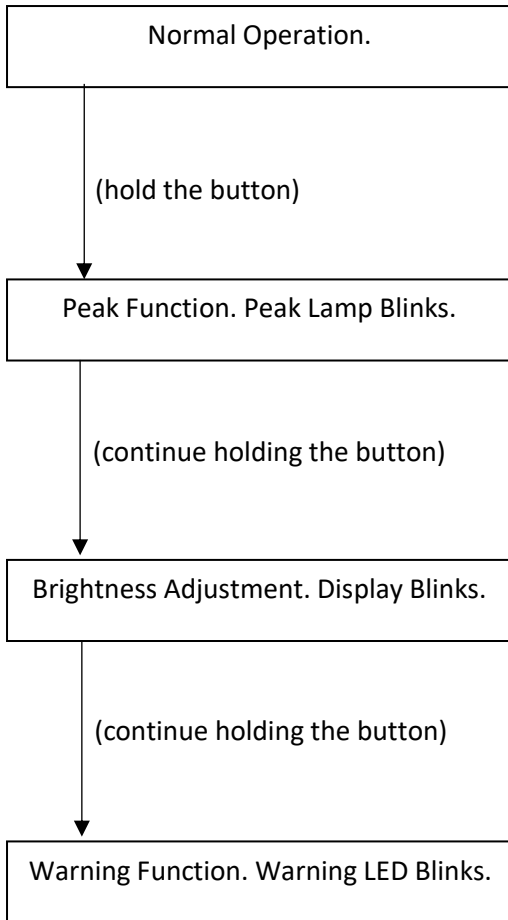 Normal Operation.
(hold the button)
Peak Function. Peak Lamp Blinks.
(continue holding the button)
Brightness Adjustment. Display Blinks.
(continue holding the button)
Warning Function. Warning LED Blinks.